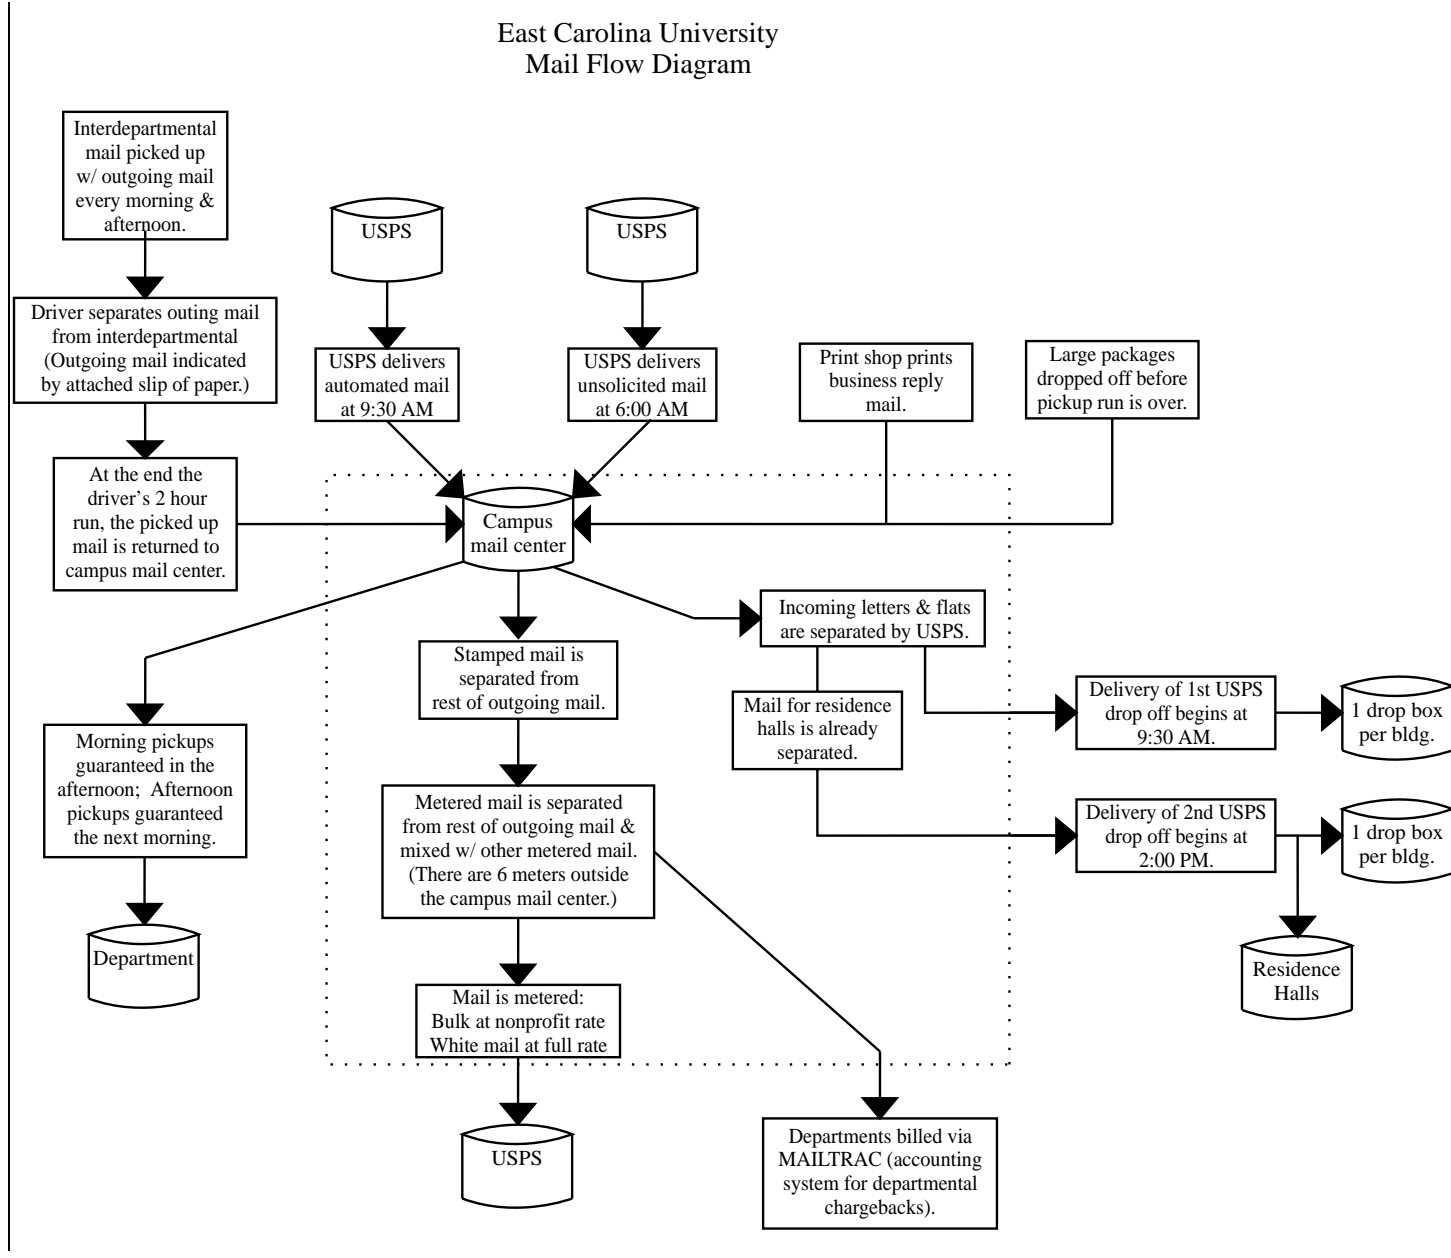 East Carolina University
Mail Flow Diagram
Interdepartmental
mail picked up
w/ outgoing mail
every morning &
afternoon.
USPS
USPS
Driver separates outing mail
from interdepartmental
(Outgoing mail indicated
by attached slip of paper.)
USPS delivers
automated mail
at 9:30 AM
USPS delivers
unsolicited mail
at 6:00 AM
Print shop prints
business reply
mail.
Large packages
dropped off before
pickup run is over.
At the end the
driver's 2 hour
run, the picked up
mail is returned to
campus mail center.
Campus
mail center
Incoming letters & flats
are separated by USPS.
Stamped mail is
separated from
rest of outgoing mail.
Mail for residence
halls is already
separated.
Delivery of 1st USPS
drop off begins at
9:30 AM.
1 drop box
per bldg.
Morning pickups
guaranteed in the
afternoon;  Afternoon
pickups guaranteed
the next morning.
Metered mail is separated
from rest of outgoing mail &
mixed w/ other metered mail.
(There are 6 meters outside
the campus mail center.)
Delivery of 2nd USPS
drop off begins at
2:00 PM.
1 drop box
per bldg.
Department
Residence
Halls
Mail is metered:
Bulk at nonprofit rate
White mail at full rate
USPS
Departments billed via
MAILTRAC (accounting
system for departmental
chargebacks).